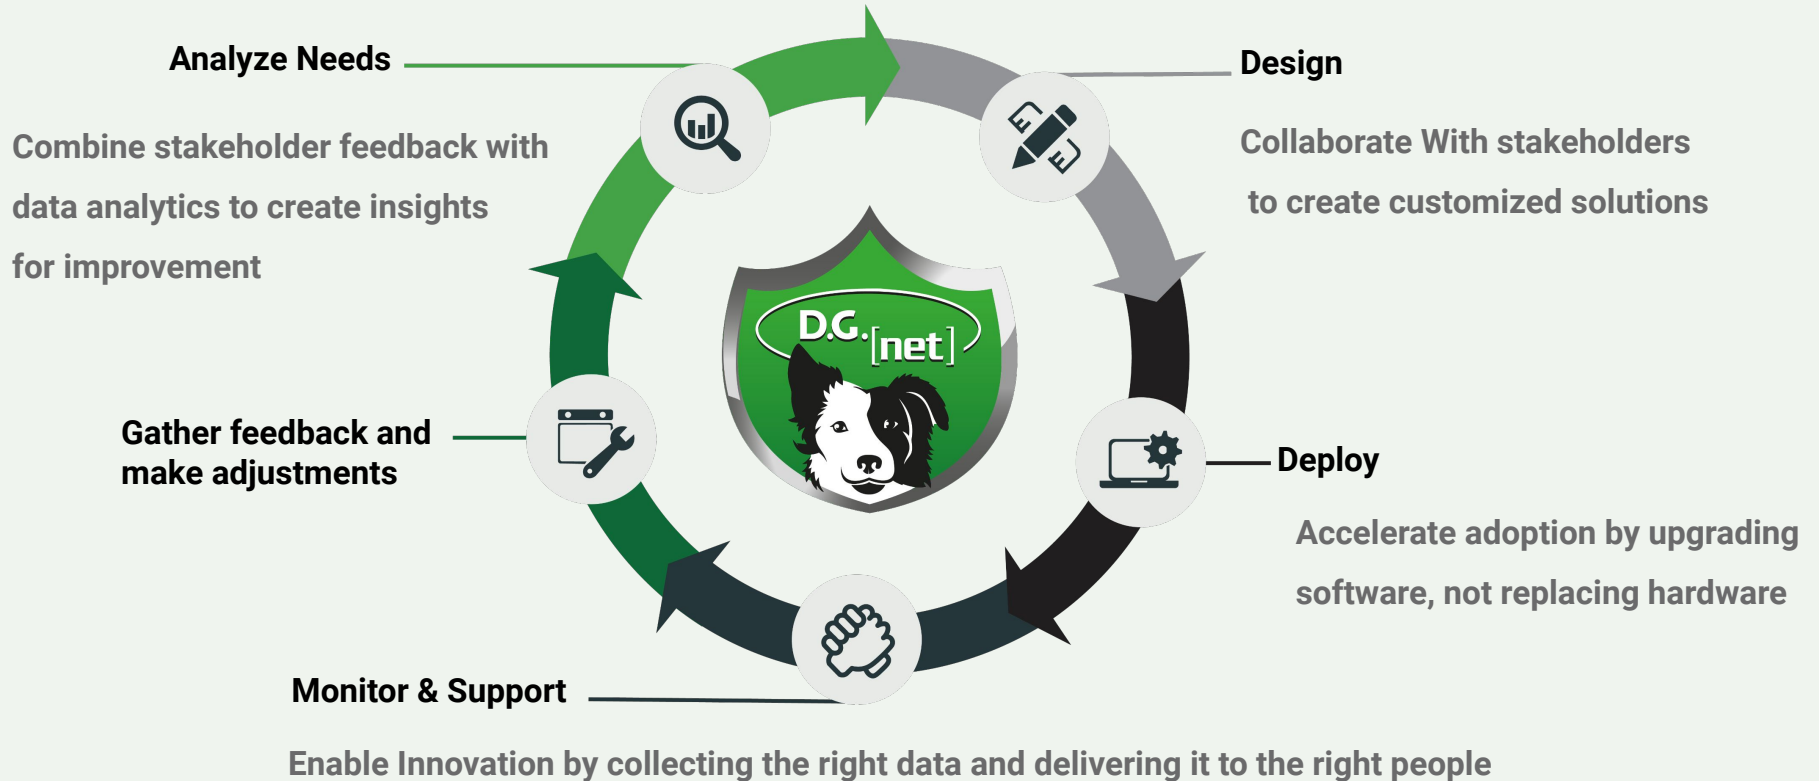 Analyze Needs
Combine stakeholder feedback with
data analytics to create insights
for improvement
Design
Collaborate With stakeholders
to create customized solutions
D.G.
[net]
Gather feedback and
make adjustments
Deploy
Accelerate adoption by upgrading
software, not replacing hardware
Monitor & Support
Enable Innovation by collecting the right data and delivering it to the right people